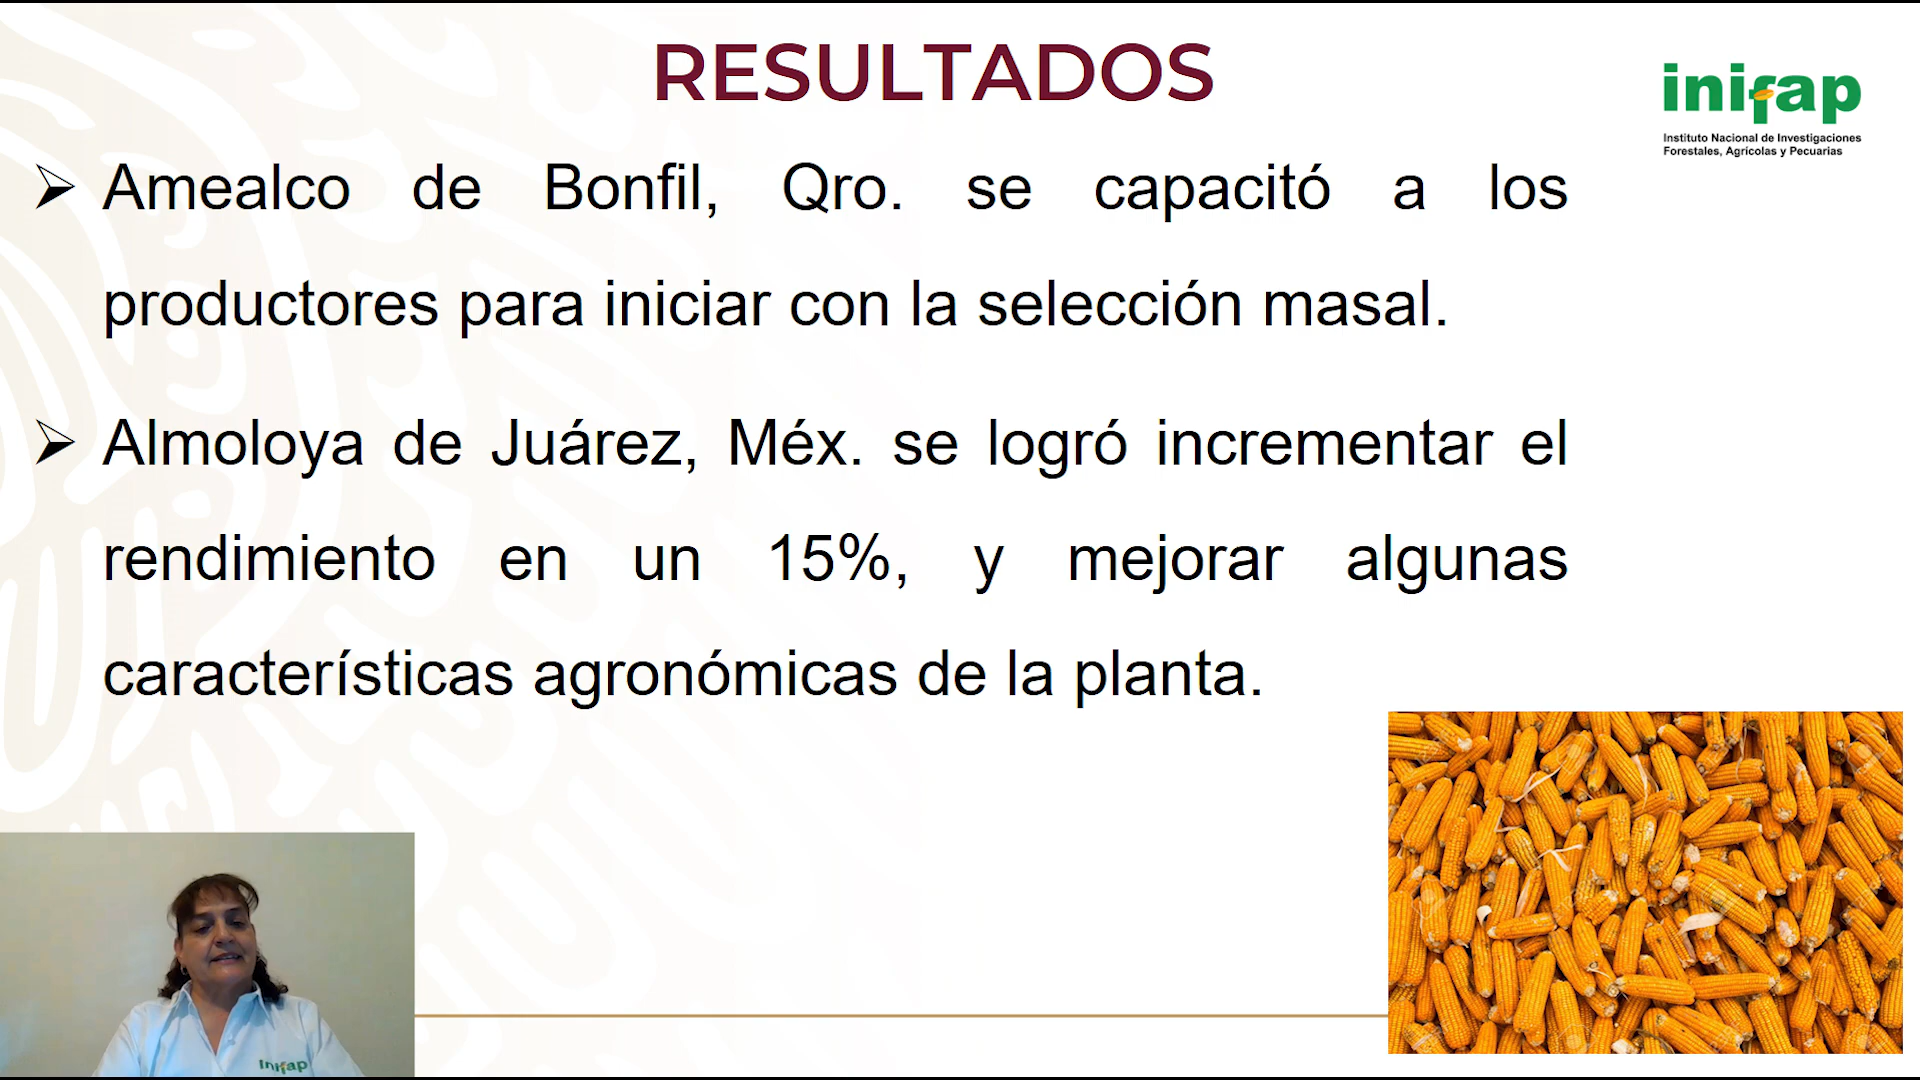 RESULTADOS
inifap
Instituto Nacional de Investigaciones
Forestales, Agrícolas y Pecuarias
➢ Amealco de Bonfil, Qro. se capacitó a los
productores para iniciar con la selección masal.
➢ Almoloya de Juárez, Méx. se logró incrementar el
rendimiento en un 15%, y mejorar algunas
características agronómicas de la planta.
inifap